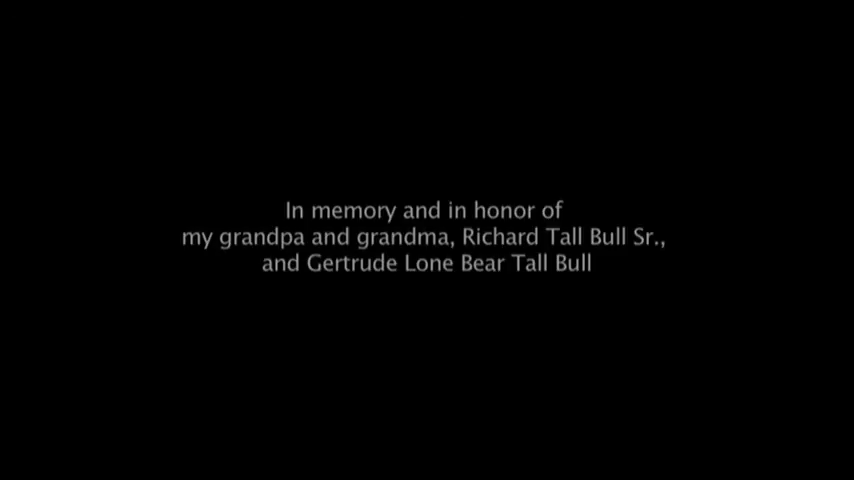 In memory and in honor of
my grandpa and grandma, Richard Tall Bull Sr.,
and Gertrude Lone Bear Tall Bull